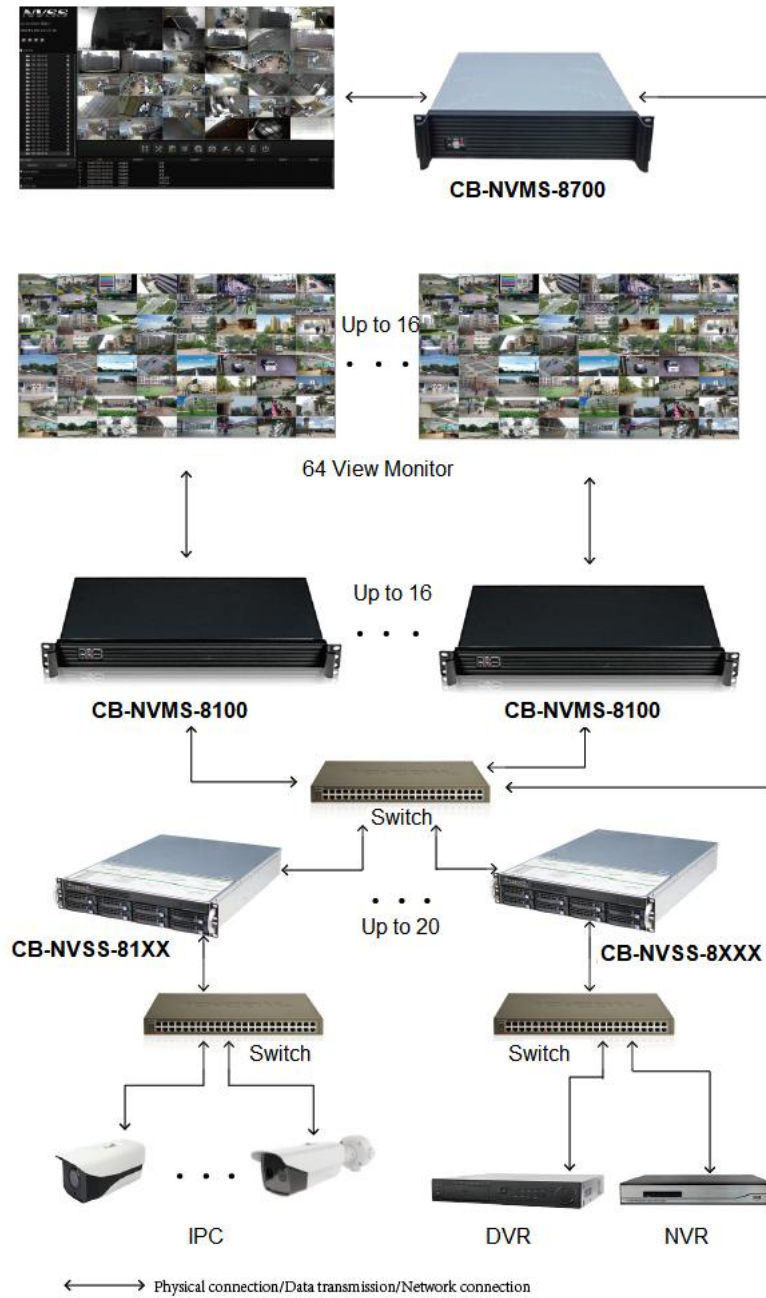 NVSS
CB-NVMS-8700
Up to 16
64 View Monitor
Up to 16
CB-NVMS-8100
CB-NVMS-8100
Switch
Up to 20
CB-NVSS-81XX
CB-NVSS-8XXX
Switch
Switch
IPC
DVR
NVR
Physical connection/Data transmission/Network connection